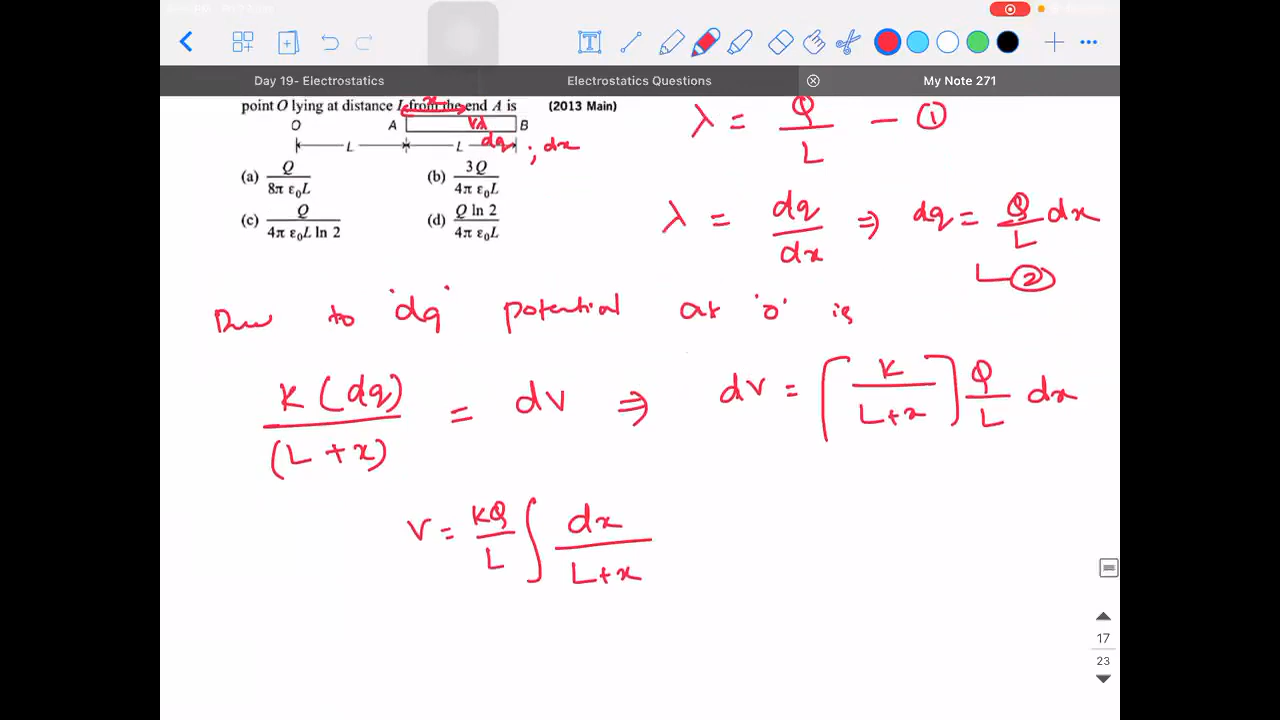 Day 19- Electrostatics
Electrostatics Questions
My Note 271
point O lying at distance L from the end A is (2013 Main)
x
O A B
L L
dq ; dx
(a) Q / 8π ε₀L
(b) 3Q / 4π ε₀L
(c) Q / 4π ε₀L ln 2
(d) Q ln 2 / 4π ε₀L
λ = Q / L — ①
λ = dq / dx ⇒ dq = Q / L dx
②
Due to 'dq' potential at 'o' is
K (dq) / (L + x) = dV ⇒ dV = [ K / L+x ] Q / L dx
V = KQ / L ∫ dx / L+x
17
23